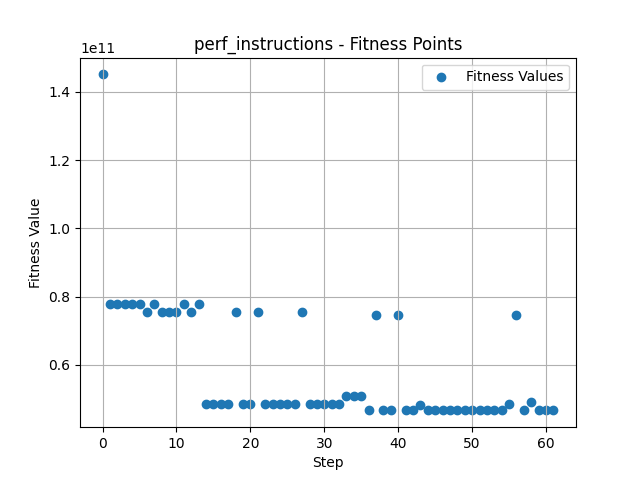 perf_instructions - Fitness Points
1e11
Fitness Values
1.4
1.2
1.0
0.8
0.6
Fitness Value
0 10 20 30 40 50 60
Step